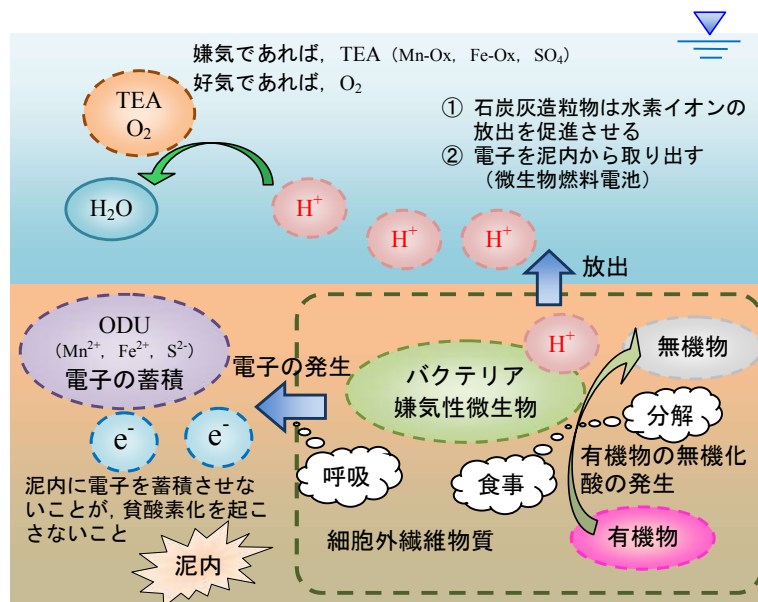 嫌気であれば，TEA（Mn-Ox，Fe-Ox，SO₄）
好気であれば，O₂
TEA
O₂
① 石炭灰造粒物は水素イオンの
放出を促進させる
② 電子を泥内から取り出す
（微生物燃料電池）
H₂O
H⁺
H⁺
H⁺
放出
ODU
（Mn²⁺，Fe²⁺，S²⁻）
電子の蓄積
電子の発生
H⁺
バクテリア
嫌気性微生物
無機物
分解
e⁻
e⁻
呼吸
食事
有機物の無機化
酸の発生
泥内に電子を蓄積させな
いことが，貧酸素化を起こ
さないこと
泥内
細胞外繊維物質
有機物